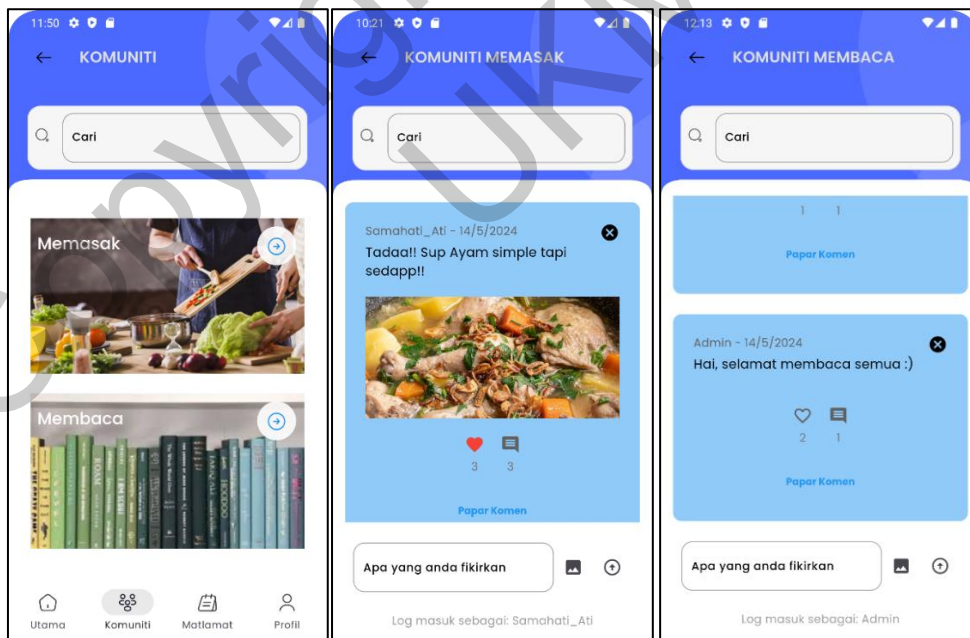 11:50
KOMUNITI
Cari
Memasak
Membaca
Utama
Komuniti
Matlamat
Profil
10:21
KOMUNITI MEMASAK
Cari
Samahati_Ati - 14/5/2024
Tadaa!! Sup Ayam simple tapi
sedapp!!
3 3
Papar Komen
Apa yang anda fikirkan
Log masuk sebagai: Samahati_Ati
12:13
KOMUNITI MEMBACA
Cari
1 1
Papar Komen
Admin - 14/5/2024
Hai, selamat membaca semua :)
2 1
Papar Komen
Apa yang anda fikirkan
Log masuk sebagai: Admin
Copyright
UKM